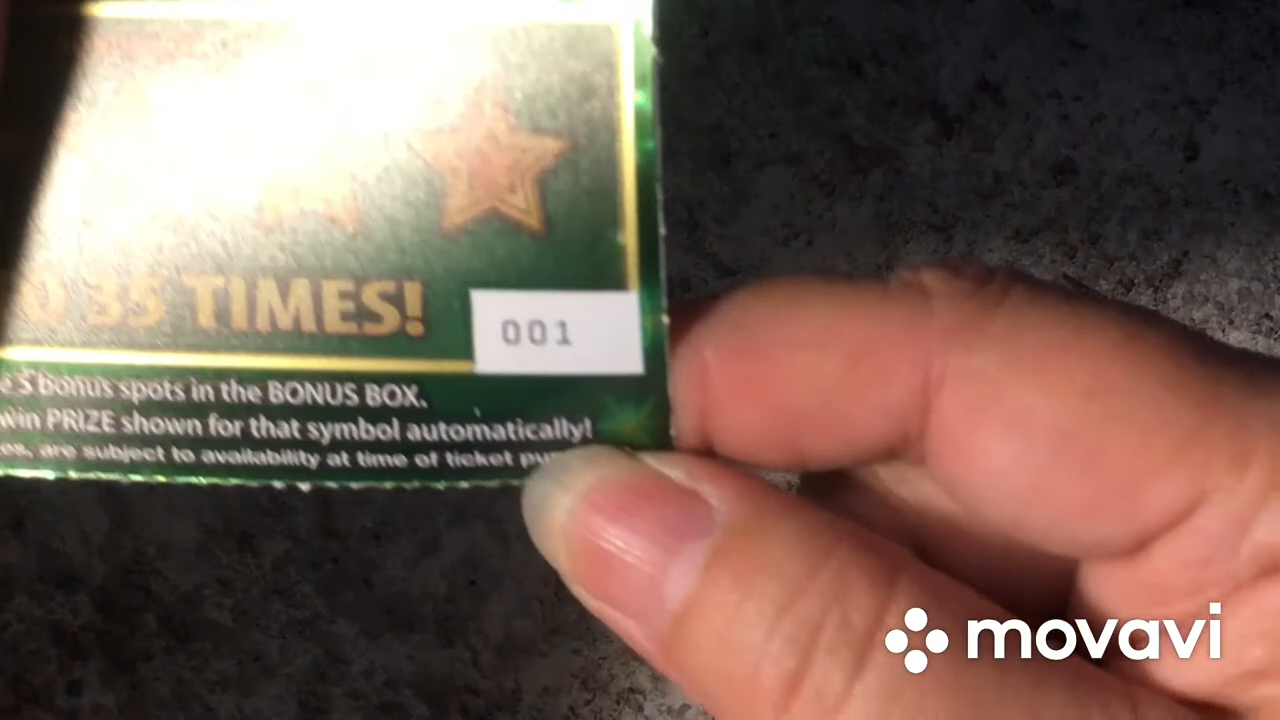 35 TIMES!
001
bonus spots in the BONUS BOX.
win PRIZE shown for that symbol automatically!
are subject to availability at time of ticket
movavi